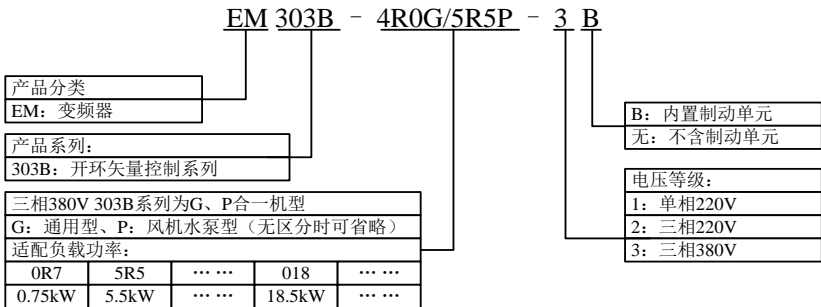 EM 303B - 4R0G/5R5P - 3 B
产品分类
EM：变频器
产品系列：
303B：开环矢量控制系列
三相380V 303B系列为G、P合一机型
G：通用型、P：风机水泵型（无区分时可省略）
适配负载功率：
0R7 5R5 …… 018 ……
0.75kW 5.5kW …… 18.5kW ……
B：内置制动单元
无：不含制动单元
电压等级：
1：单相220V
2：三相220V
3：三相380V